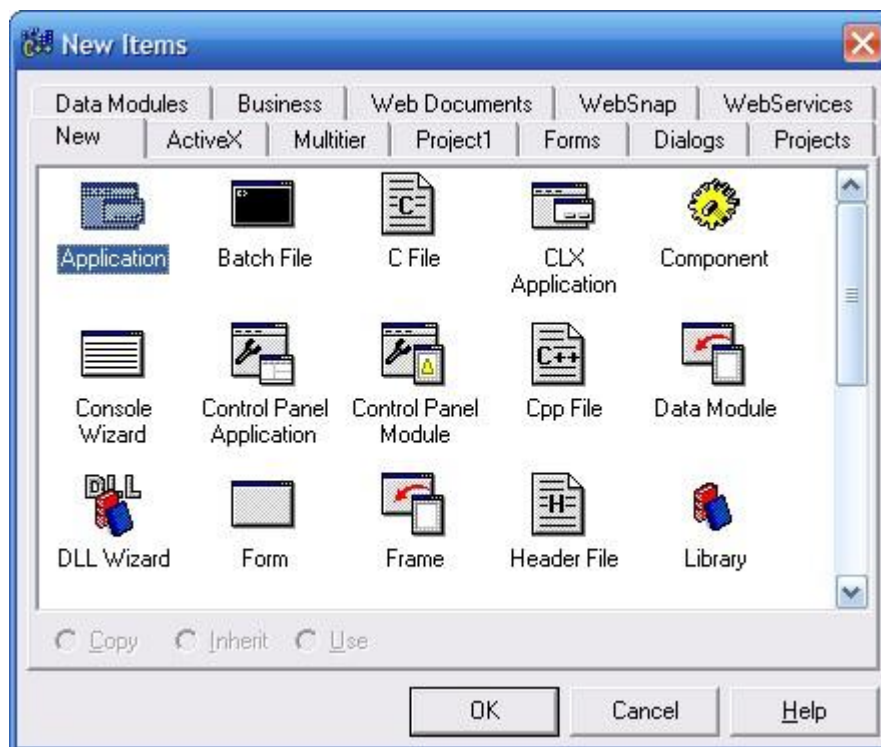 New Items
Data Modules Business Web Documents WebSnap WebServices
New ActiveX Multitier Project1 Forms Dialogs Projects
Application Batch File C File CLX Application Component
Console Wizard Control Panel Application Control Panel Module Cpp File Data Module
DLL Wizard Form Frame Header File Library
Copy Inherit Use
OK Cancel Help